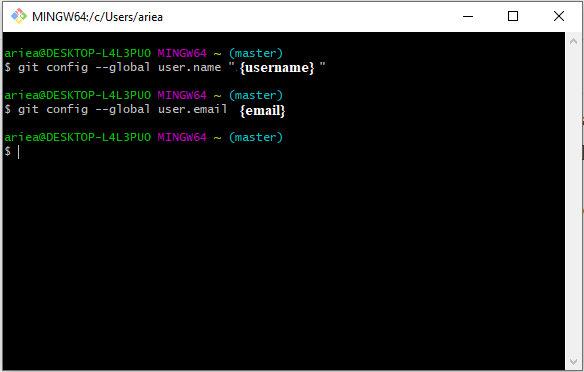 MINGW64:/c/Users/ariea
ariea@DESKTOP-L4L3PUO MINGW64 ~ (master)
$ git config --global user.name " {username} "
ariea@DESKTOP-L4L3PUO MINGW64 ~ (master)
$ git config --global user.email {email}
ariea@DESKTOP-L4L3PUO MINGW64 ~ (master)
$